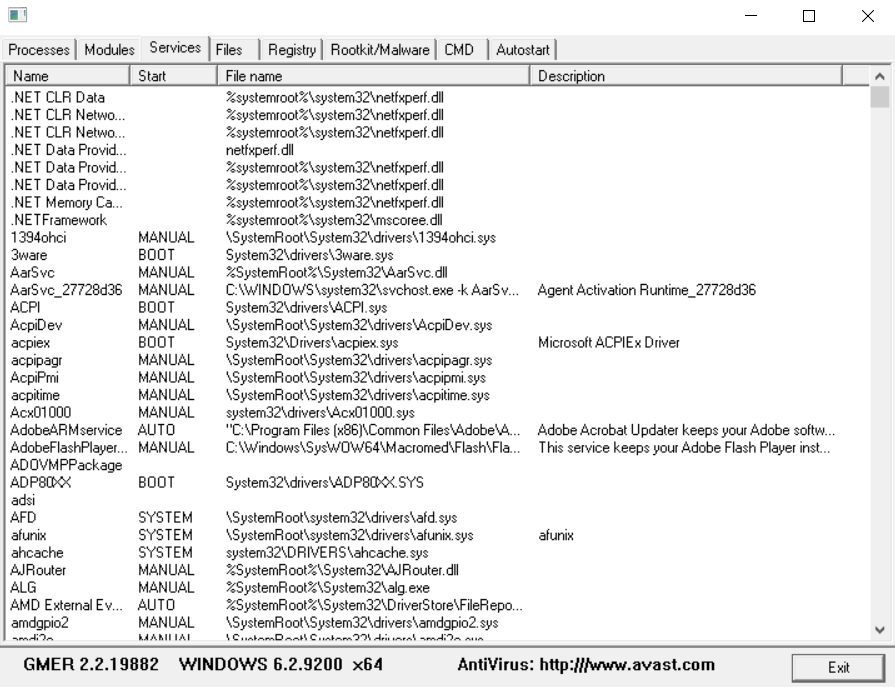 Processes Modules Services Files Registry Rootkit/Malware CMD Autostart
Name Start File name Description
.NET CLR Data %systemroot%\system32\netfxperf.dll
.NET CLR Netwo... %systemroot%\system32\netfxperf.dll
.NET CLR Netwo... %systemroot%\system32\netfxperf.dll
.NET Data Provid... netfxperf.dll
.NET Data Provid... %systemroot%\system32\netfxperf.dll
.NET Data Provid... %systemroot%\system32\netfxperf.dll
.NET Memory Ca... %systemroot%\system32\netfxperf.dll
.NETFramework %systemroot%\system32\mscoree.dll
1394ohci MANUAL \SystemRoot\System32\drivers\1394ohci.sys
3ware BOOT System32\drivers\3ware.sys
AarSvc MANUAL %SystemRoot%\System32\AarSvc.dll
AarSvc_27728d36 MANUAL C:\WINDOWS\system32\svchost.exe -k AarSv... Agent Activation Runtime_27728d36
ACPI BOOT System32\drivers\ACPI.sys
AcpiDev MANUAL \SystemRoot\System32\drivers\AcpiDev.sys
acpiex BOOT System32\Drivers\acpiex.sys Microsoft ACPIEx Driver
acpipagr MANUAL \SystemRoot\System32\drivers\acpipagr.sys
AcpiPmi MANUAL \SystemRoot\System32\drivers\acpipmi.sys
acpitime MANUAL \SystemRoot\System32\drivers\acpitime.sys
Acx01000 MANUAL system32\drivers\Acx01000.sys
AdobeARMservice AUTO "C:\Program Files (x86)\Common Files\Adobe\A... Adobe Acrobat Updater keeps your Adobe softw...
AdobeFlashPlayer... MANUAL C:\Windows\SysWOW64\Macromed\Flash\Fla... This service keeps your Adobe Flash Player inst...
ADOVMPPackage
ADP80XX BOOT System32\drivers\ADP80XX.SYS
adsi
AFD SYSTEM \SystemRoot\system32\drivers\afd.sys
afunix SYSTEM \SystemRoot\system32\drivers\afunix.sys afunix
ahcache SYSTEM system32\DRIVERS\ahcache.sys
AJRouter MANUAL %SystemRoot%\System32\AJRouter.dll
ALG MANUAL %SystemRoot%\System32\alg.exe
AMD External Ev... AUTO %SystemRoot%\System32\DriverStore\FileRepo...
amdgpio2 MANUAL \SystemRoot\System32\drivers\amdgpio2.sys
amdi2c MANUAL \SystemRoot\System32\drivers\amdi2c.sys
GMER 2.2.19882 WINDOWS 6.2.9200 x64 AntiVirus: http:///www.avast.com Exit